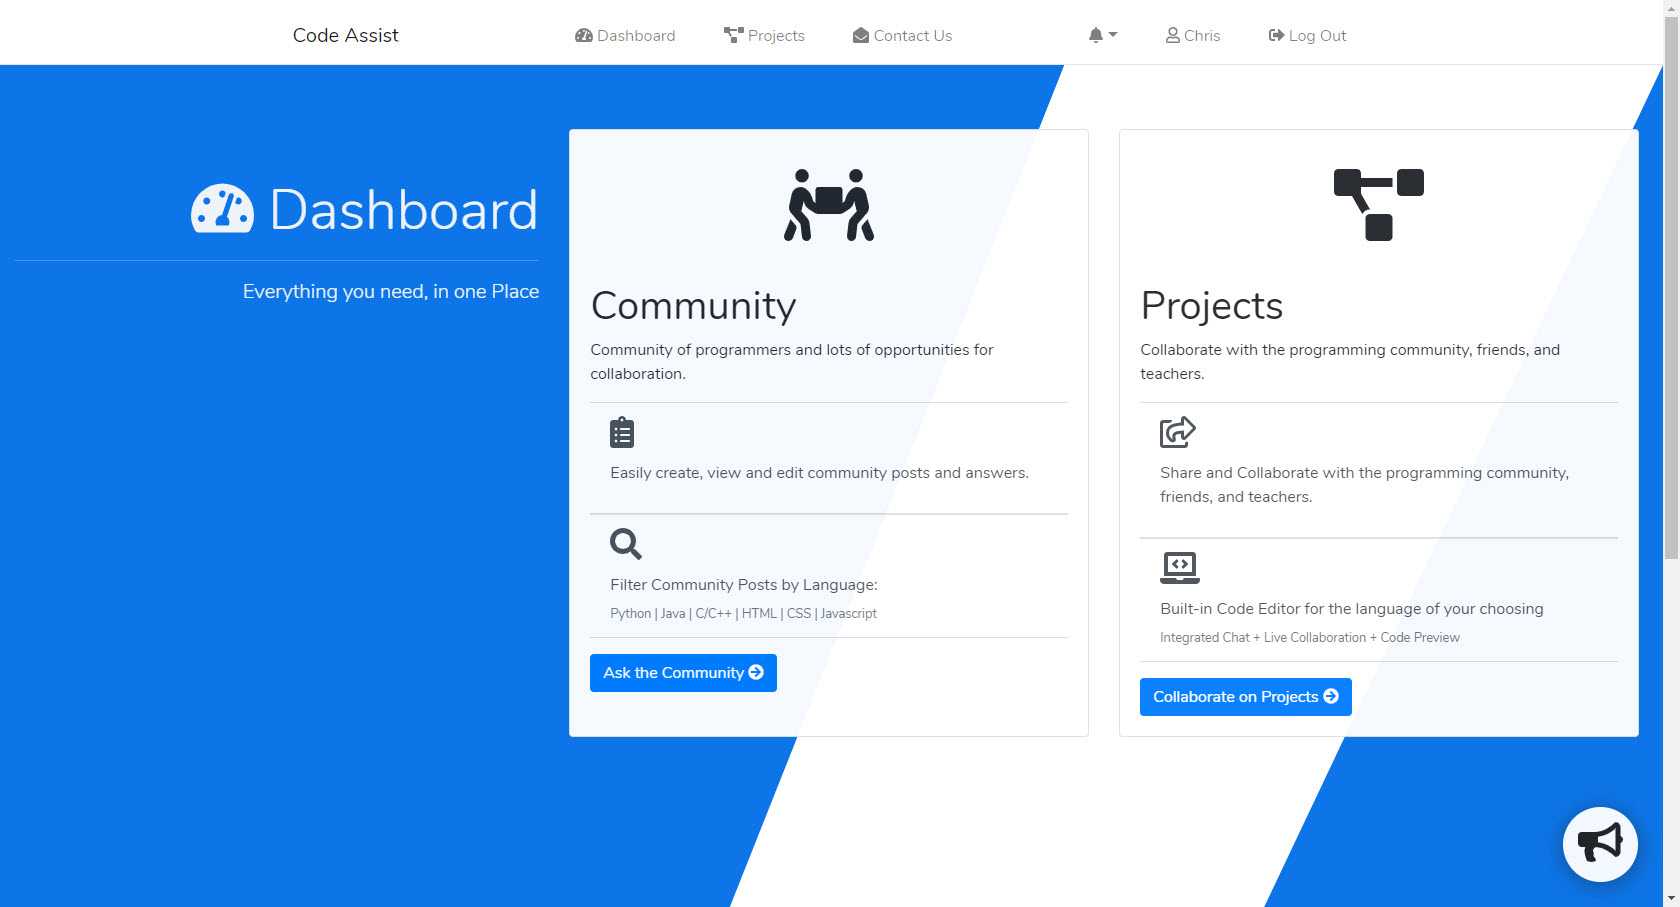 Code Assist
Dashboard
Projects
Contact Us
Chris
Log Out
Dashboard
Everything you need, in one Place
Community
Community of programmers and lots of opportunities for
collaboration.
Easily create, view and edit community posts and answers.
Filter Community Posts by Language:
Python | Java | C/C++ | HTML | CSS | Javascript
Ask the Community
Projects
Collaborate with the programming community, friends, and
teachers.
Share and Collaborate with the programming community,
friends, and teachers.
Built-in Code Editor for the language of your choosing
Integrated Chat + Live Collaboration + Code Preview
Collaborate on Projects